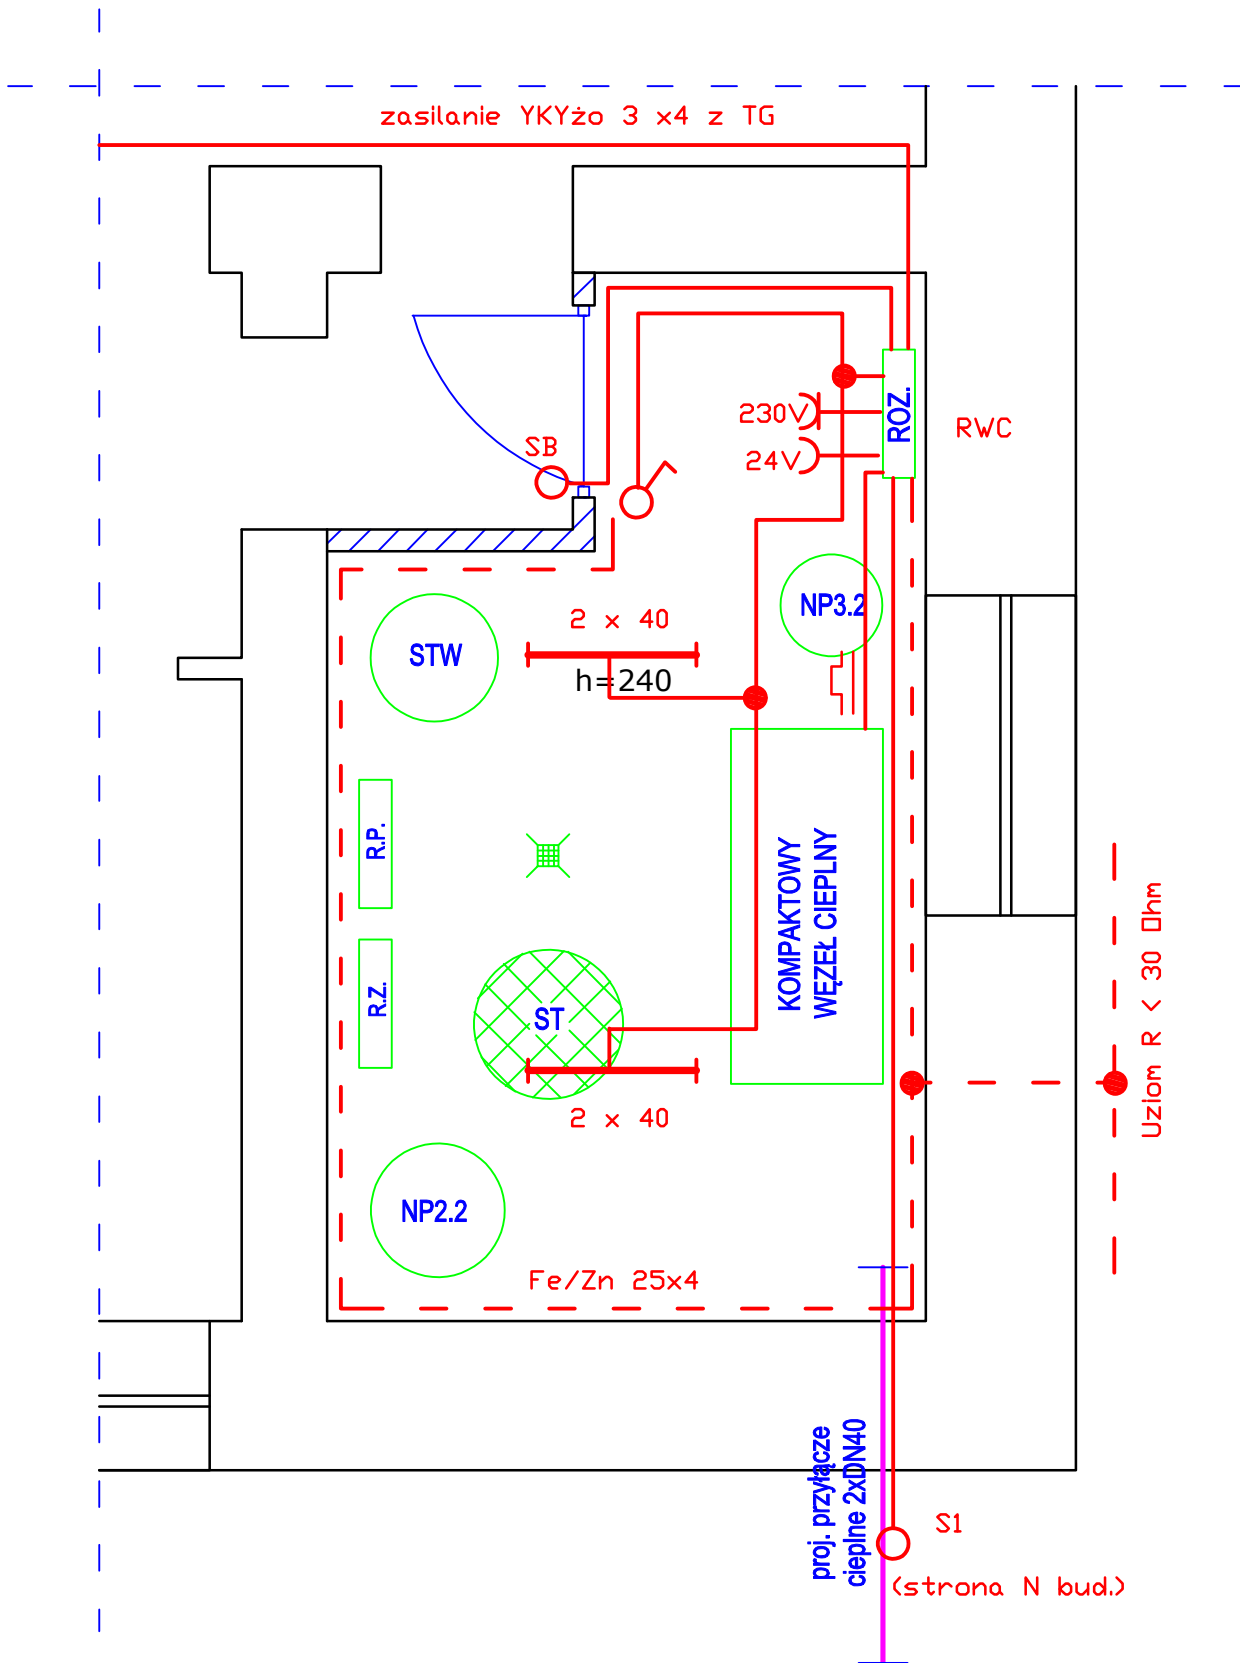 zasilanie YKYżo 3 x4 z TG
ROZ.
230V
RWC
SB
24V
NP3.2
2 x 40
STW
h=240
R.P.
KOMPAKTOWY
WĘZEŁ CIEPLNY
Uziom R < 30 Ohm
R.Z.
ST
2 x 40
NP2.2
Fe/Zn 25x4
proj. przyłącze
cieplne 2xDN40
S1
(strona N bud.)